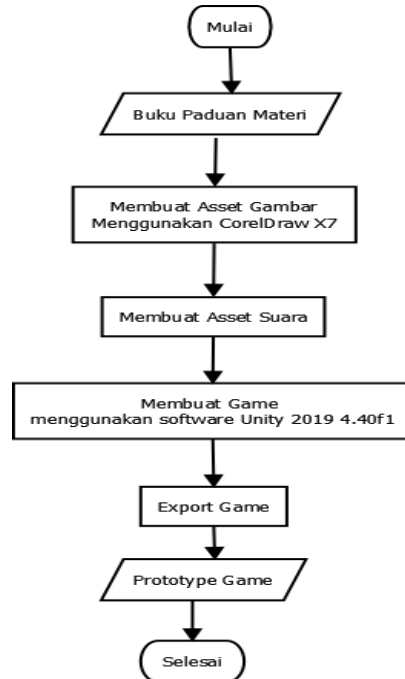 Mulai
Buku Paduan Materi
Membuat Asset Gambar
Menggunakan CorelDraw X7
Membuat Asset Suara
Membuat Game
menggunakan software Unity 2019 4.40f1
Export Game
Prototype Game
Selesai